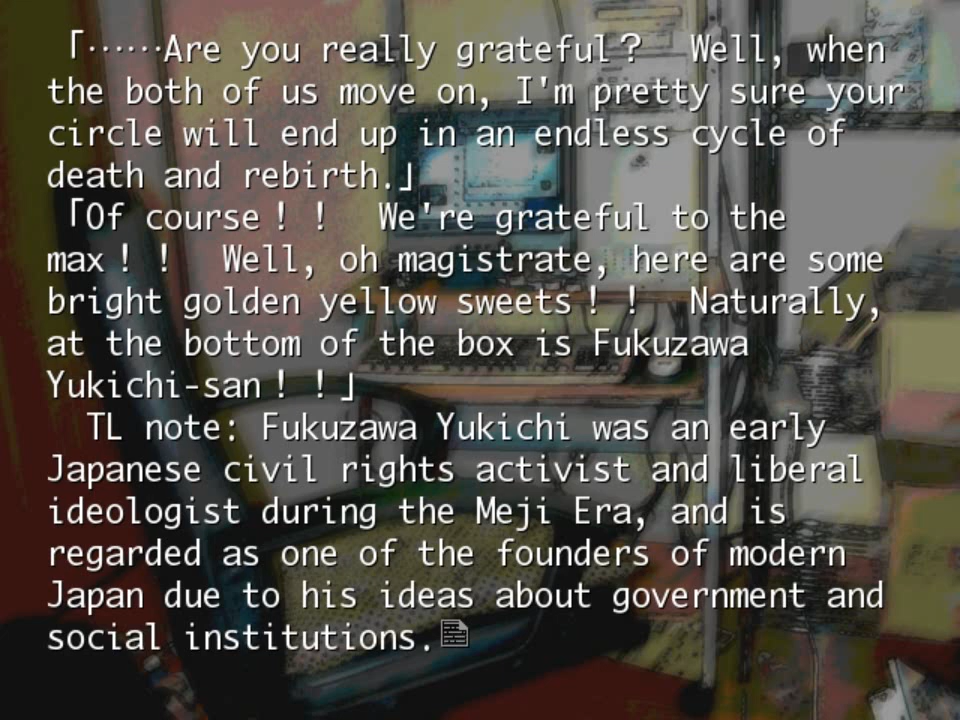 「……Are you really grateful？　Well, when
the both of us move on, I'm pretty sure your
circle will end up in an endless cycle of
death and rebirth.」
「Of course！！　We're grateful to the
max！！　Well, oh magistrate, here are some
bright golden yellow sweets！！　Naturally,
at the bottom of the box is Fukuzawa
Yukichi-san！！」
TL note: Fukuzawa Yukichi was an early
Japanese civil rights activist and liberal
ideologist during the Meji Era, and is
regarded as one of the founders of modern
Japan due to his ideas about government and
social institutions.